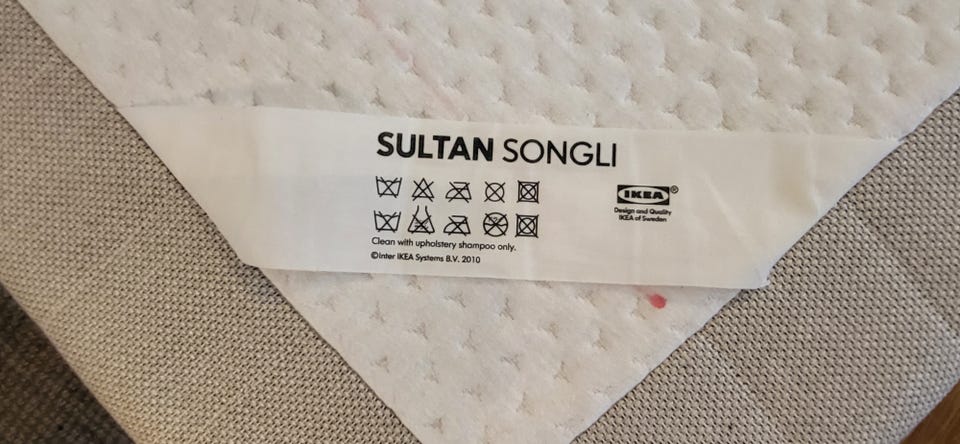 SULTAN SONGLI
IKEA®
Design and Quality
IKEA of Sweden
Clean with upholstery shampoo only.
©Inter IKEA Systems B.V. 2010